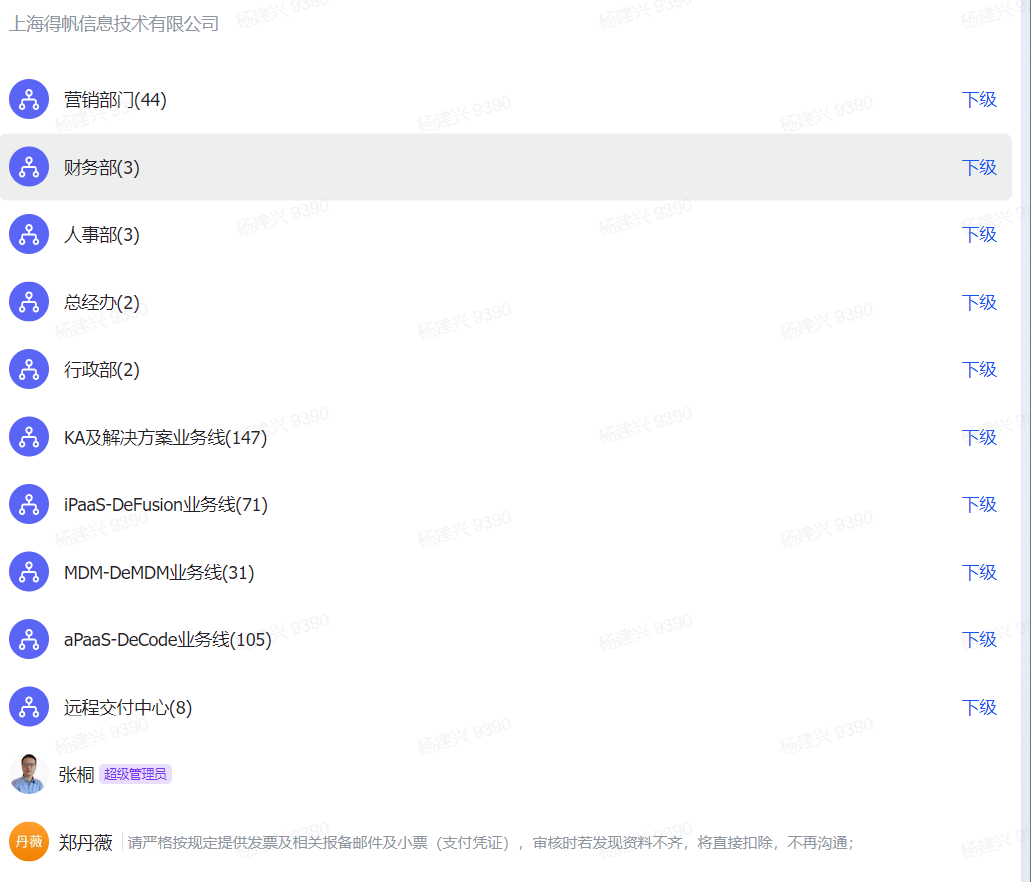 上海得帆信息技术有限公司
营销部门(44)
下级
财务部(3)
下级
人事部(3)
下级
总经办(2)
下级
行政部(2)
下级
KA及解决方案业务线(147)
下级
iPaaS-DeFusion业务线(71)
下级
MDM-DeMDM业务线(31)
下级
aPaaS-DeCode业务线(105)
下级
远程交付中心(8)
下级
张桐 超级管理员
丹薇 郑丹薇 请严格按规定提供发票及相关报备邮件及小票（支付凭证），审核时若发现资料不齐，将直接扣除，不再沟通；
杨建兴 9390